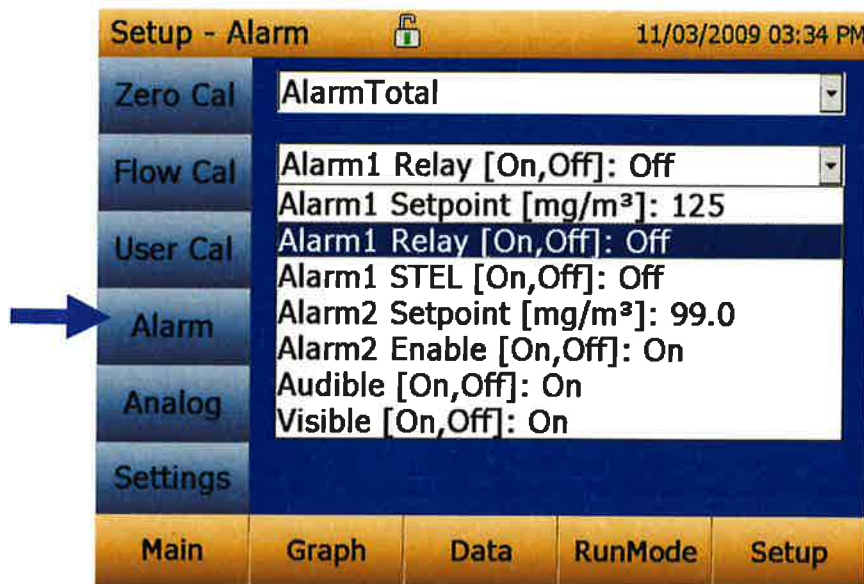 Setup - Alarm
11/03/2009 03:34 PM
Zero Cal
AlarmTotal
Flow Cal
Alarm1 Relay [On,Off]: Off
Alarm1 Setpoint [mg/m³]: 125
User Cal
Alarm1 Relay [On,Off]: Off
Alarm1 STEL [On,Off]: Off
Alarm
Alarm2 Setpoint [mg/m³]: 99.0
Alarm2 Enable [On,Off]: On
Analog
Audible [On,Off]: On
Visible [On,Off]: On
Settings
Main
Graph
Data
RunMode
Setup